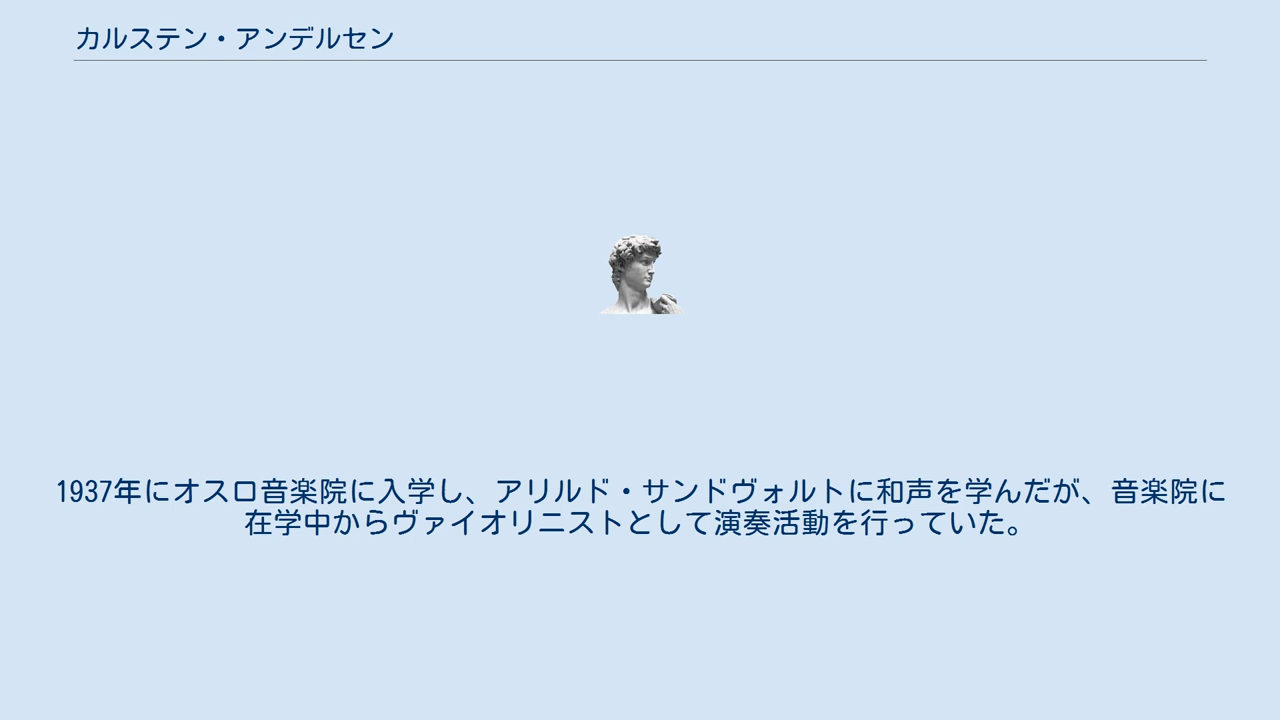 カルステン・アンデルセン
1937年にオスロ音楽院に入学し、アリルド・サンドヴォルトに和声を学んだが、音楽院に
在学中からヴァイオリニストとして演奏活動を行っていた。